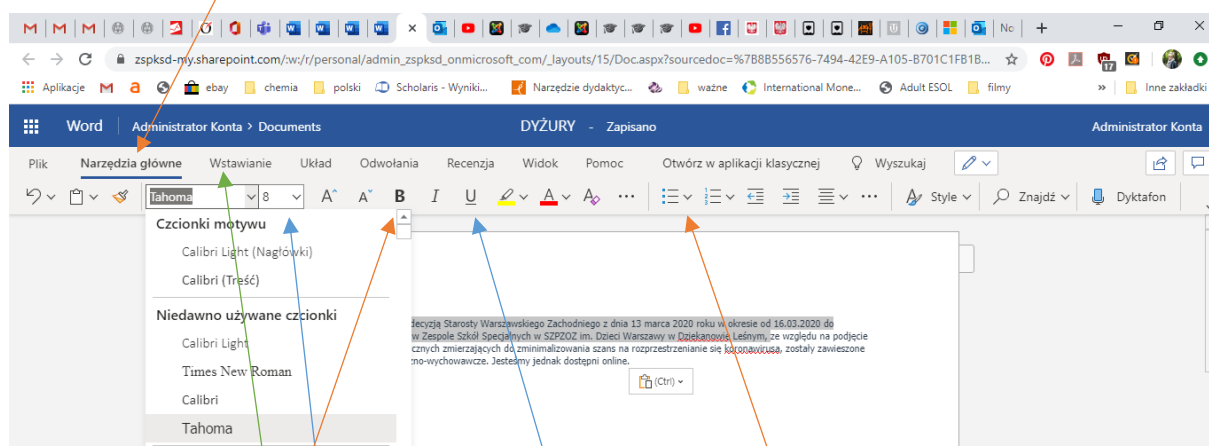 No
zspksd-my.sharepoint.com/:w:/r/personal/admin_zspksd_onmicrosoft_com/_layouts/15/Doc.aspx?sourcedoc=%7B8B556576-7494-42E9-A105-B701C1FB1B...
17
Aplikacje ebay chemia polski Scholaris - Wyniki... Narzędzie dydaktyc... ważne International Mone... Adult ESOL filmy » Inne zakładki
Word Administrator Konta > Documents DYŻURY - Zapisano Administrator Konta
Plik Narzędzia główne Wstawianie Układ Odwołania Recenzja Widok Pomoc Otwórz w aplikacji klasycznej Wyszukaj
Tahoma 8 A A B I U A A ... ... Style Znajdź Dyktafon
Czcionki motywu
Calibri Light (Nagłówki)
Calibri (Treść)
Niedawno używane czcionki
Calibri Light
Times New Roman
Calibri
Tahoma
decyzją Starosty Warszawskiego Zachodniego z dnia 13 marca 2020 roku w okresie od 16.03.2020 do
w Zespole Szkół Specjalnych w SZPZOZ im. Dzieci Warszawy w Dziekanowie Leśnym, ze względu na podjęcie
cznych zmierzających do zminimalizowania szans na rozprzestrzenianie się koronawirusa, zostały zawieszone
zno-wychowawcze. Jesteśmy jednak dostępni online.
(Ctrl)